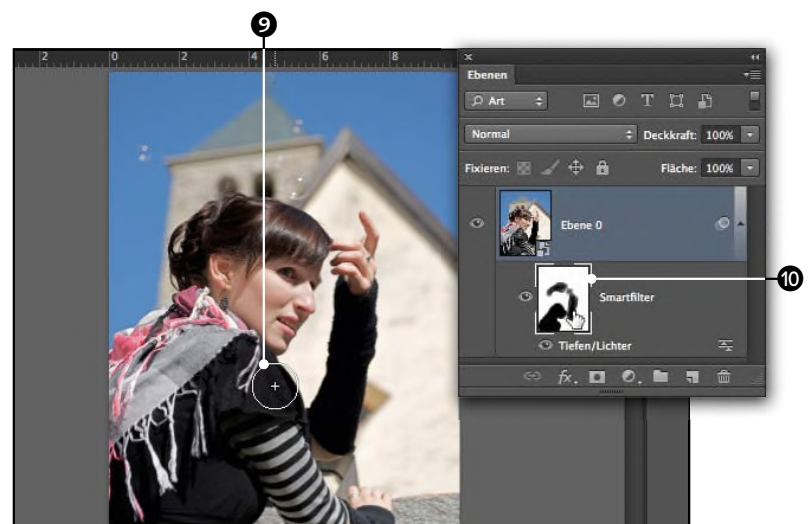 9
2 0 2 4 6 8
Ebenen
Art
Normal Deckkraft: 100%
Fixieren: Fläche: 100%
Ebene 0
10
Smartfilter
Tiefen/Lichter
fx.